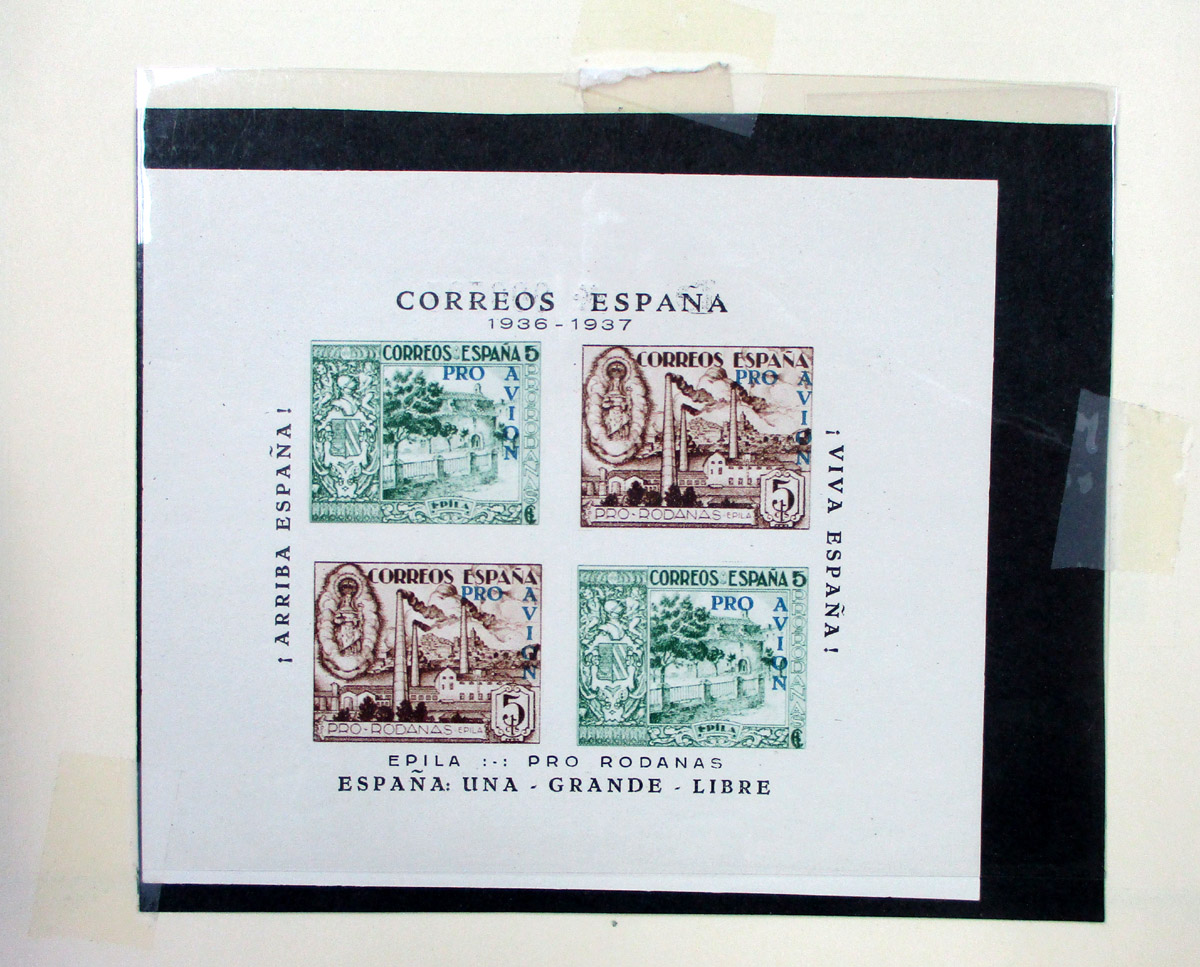 CORREOS ESPAÑA
1936-1937
¡ARRIBA ESPAÑA!
CORREOS ESPAÑA 5
PRO AVION
PRO RODANAS
EPILA
CORREOS ESPAÑA
PRO AVION
5
PRO-RODANAS-EPILA
¡VIVA ESPAÑA!
CORREOS ESPAÑA
PRO AVION
5
PRO-RODANAS-EPILA
CORREOS ESPAÑA 5
PRO AVION
PRO RODANAS
EPILA
EPILA :-: PRO RODANAS
ESPAÑA: UNA - GRANDE - LIBRE